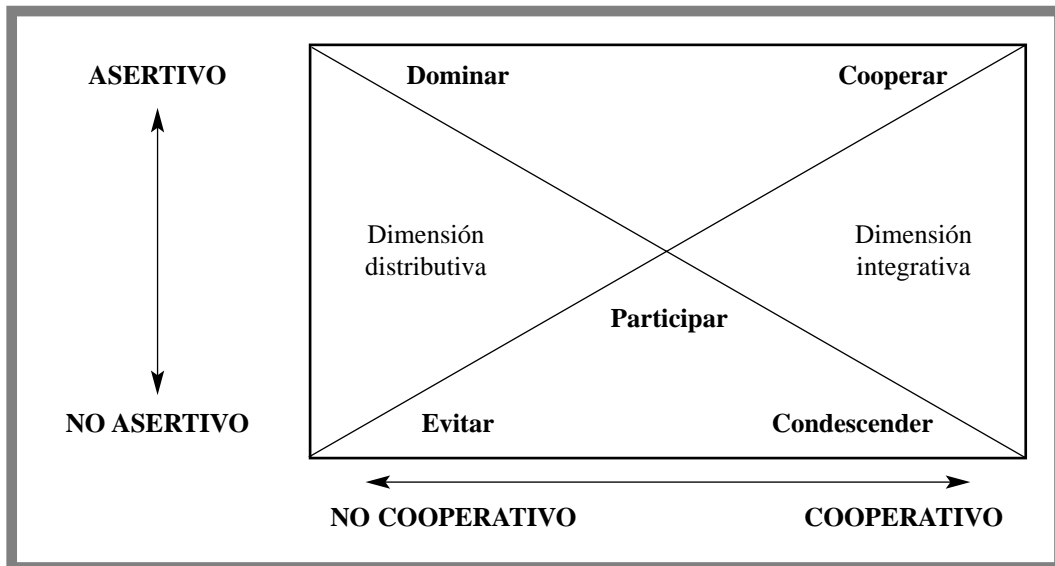 ASERTIVO
Dominar
Cooperar
Dimensión
distributiva
Dimensión
integrativa
Participar
NO ASERTIVO
Evitar
Condescender
NO COOPERATIVO
COOPERATIVO